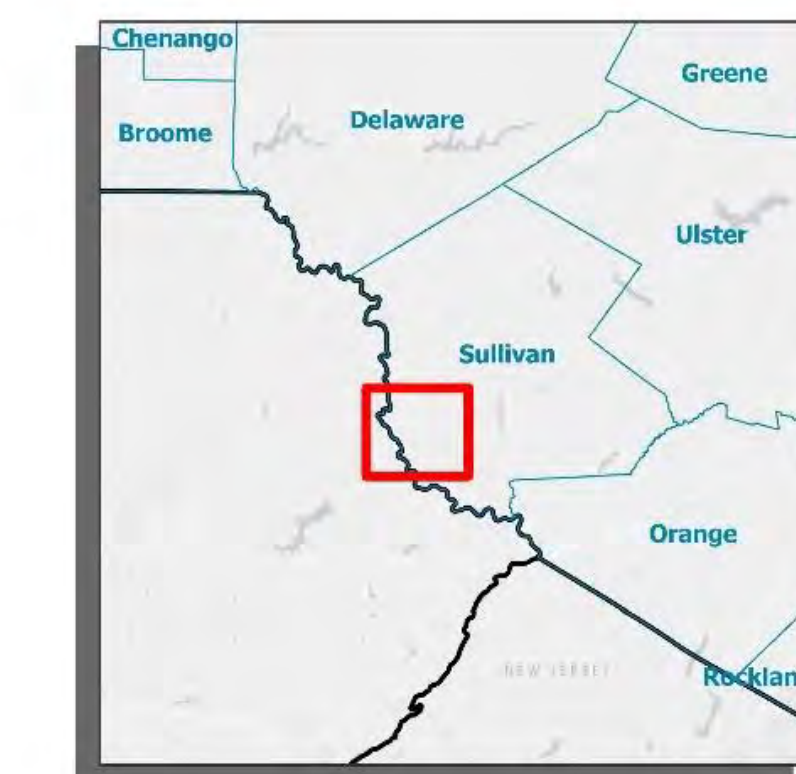 Chenango
Greene
Delaware
Broome
Ulster
Sullivan
Orange
NEW JERSEY
Rocklan